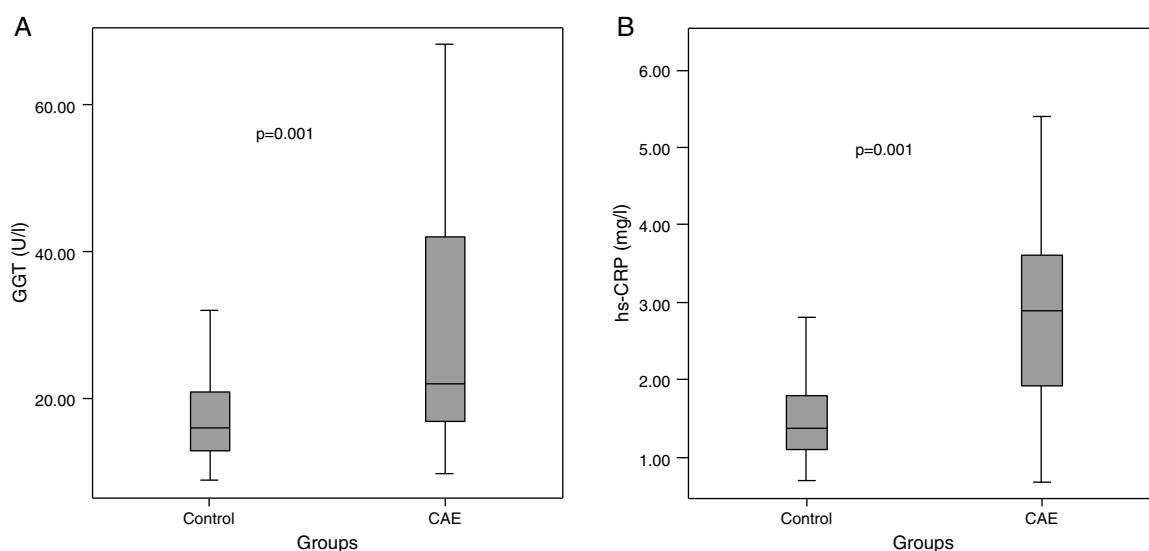 A
60.00
40.00
20.00
GGT (U/l)
p=0.001
Control
CAE
Groups
B
6.00
5.00
4.00
3.00
2.00
1.00
hs-CRP (mg/l)
p=0.001
Control
CAE
Groups